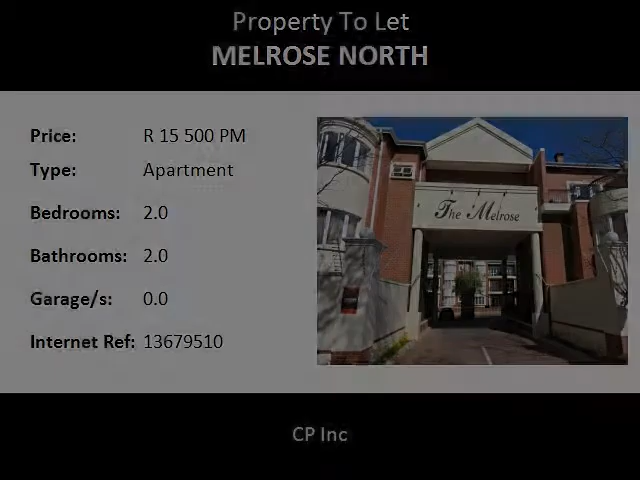 Property To Let
MELROSE NORTH
Price: R 15 500 PM
Type: Apartment
Bedrooms: 2.0
Bathrooms: 2.0
Garage/s: 0.0
Internet Ref: 13679510
The Melrose
CP Inc